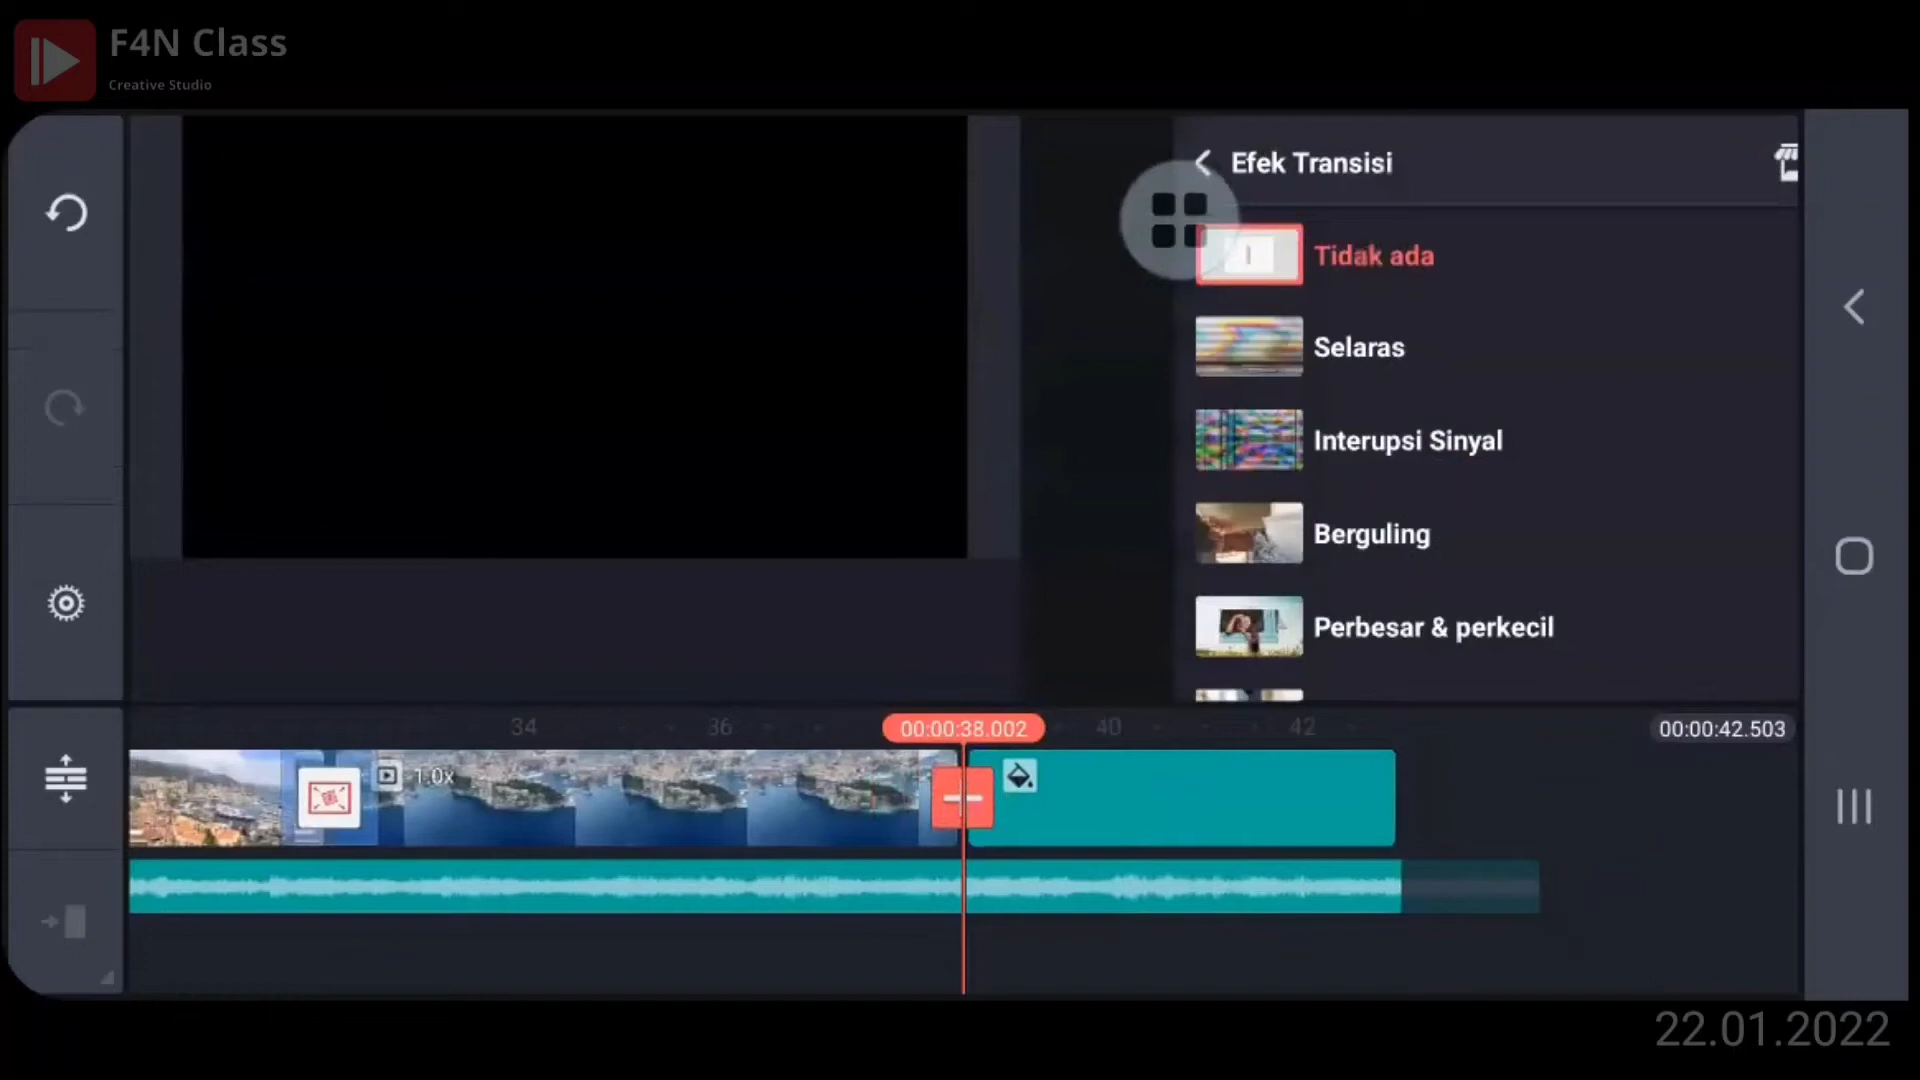 F4N Class
Creative Studio
Efek Transisi
Tidak ada
Selaras
Interupsi Sinyal
Berguling
Perbesar & perkecil
34
36
00:00:38.002
40
42
00:00:42.503
1.0x
22.01.2022